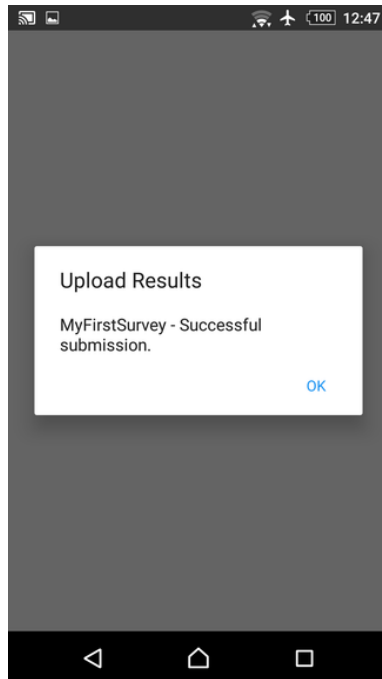 100 12:47
Upload Results
MyFirstSurvey - Successful
submission.
OK